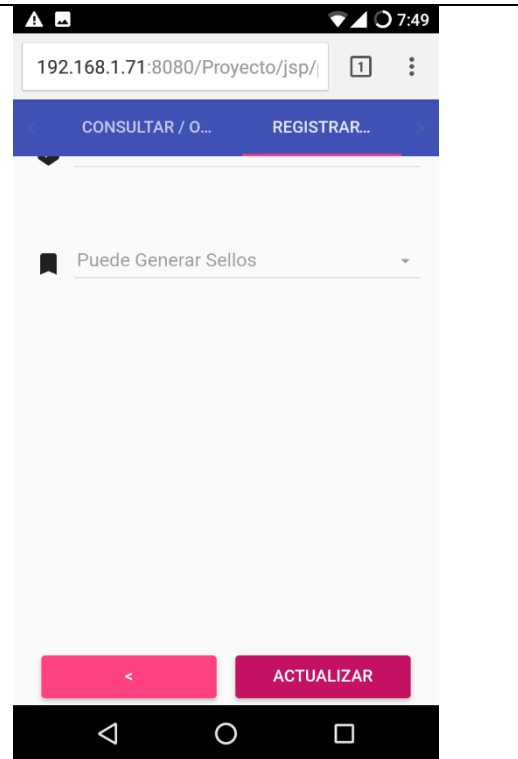 7:49
192.168.1.71:8080/Proyecto/jsp/
1
CONSULTAR / O... REGISTRAR...
Puede Generar Sellos
< ACTUALIZAR